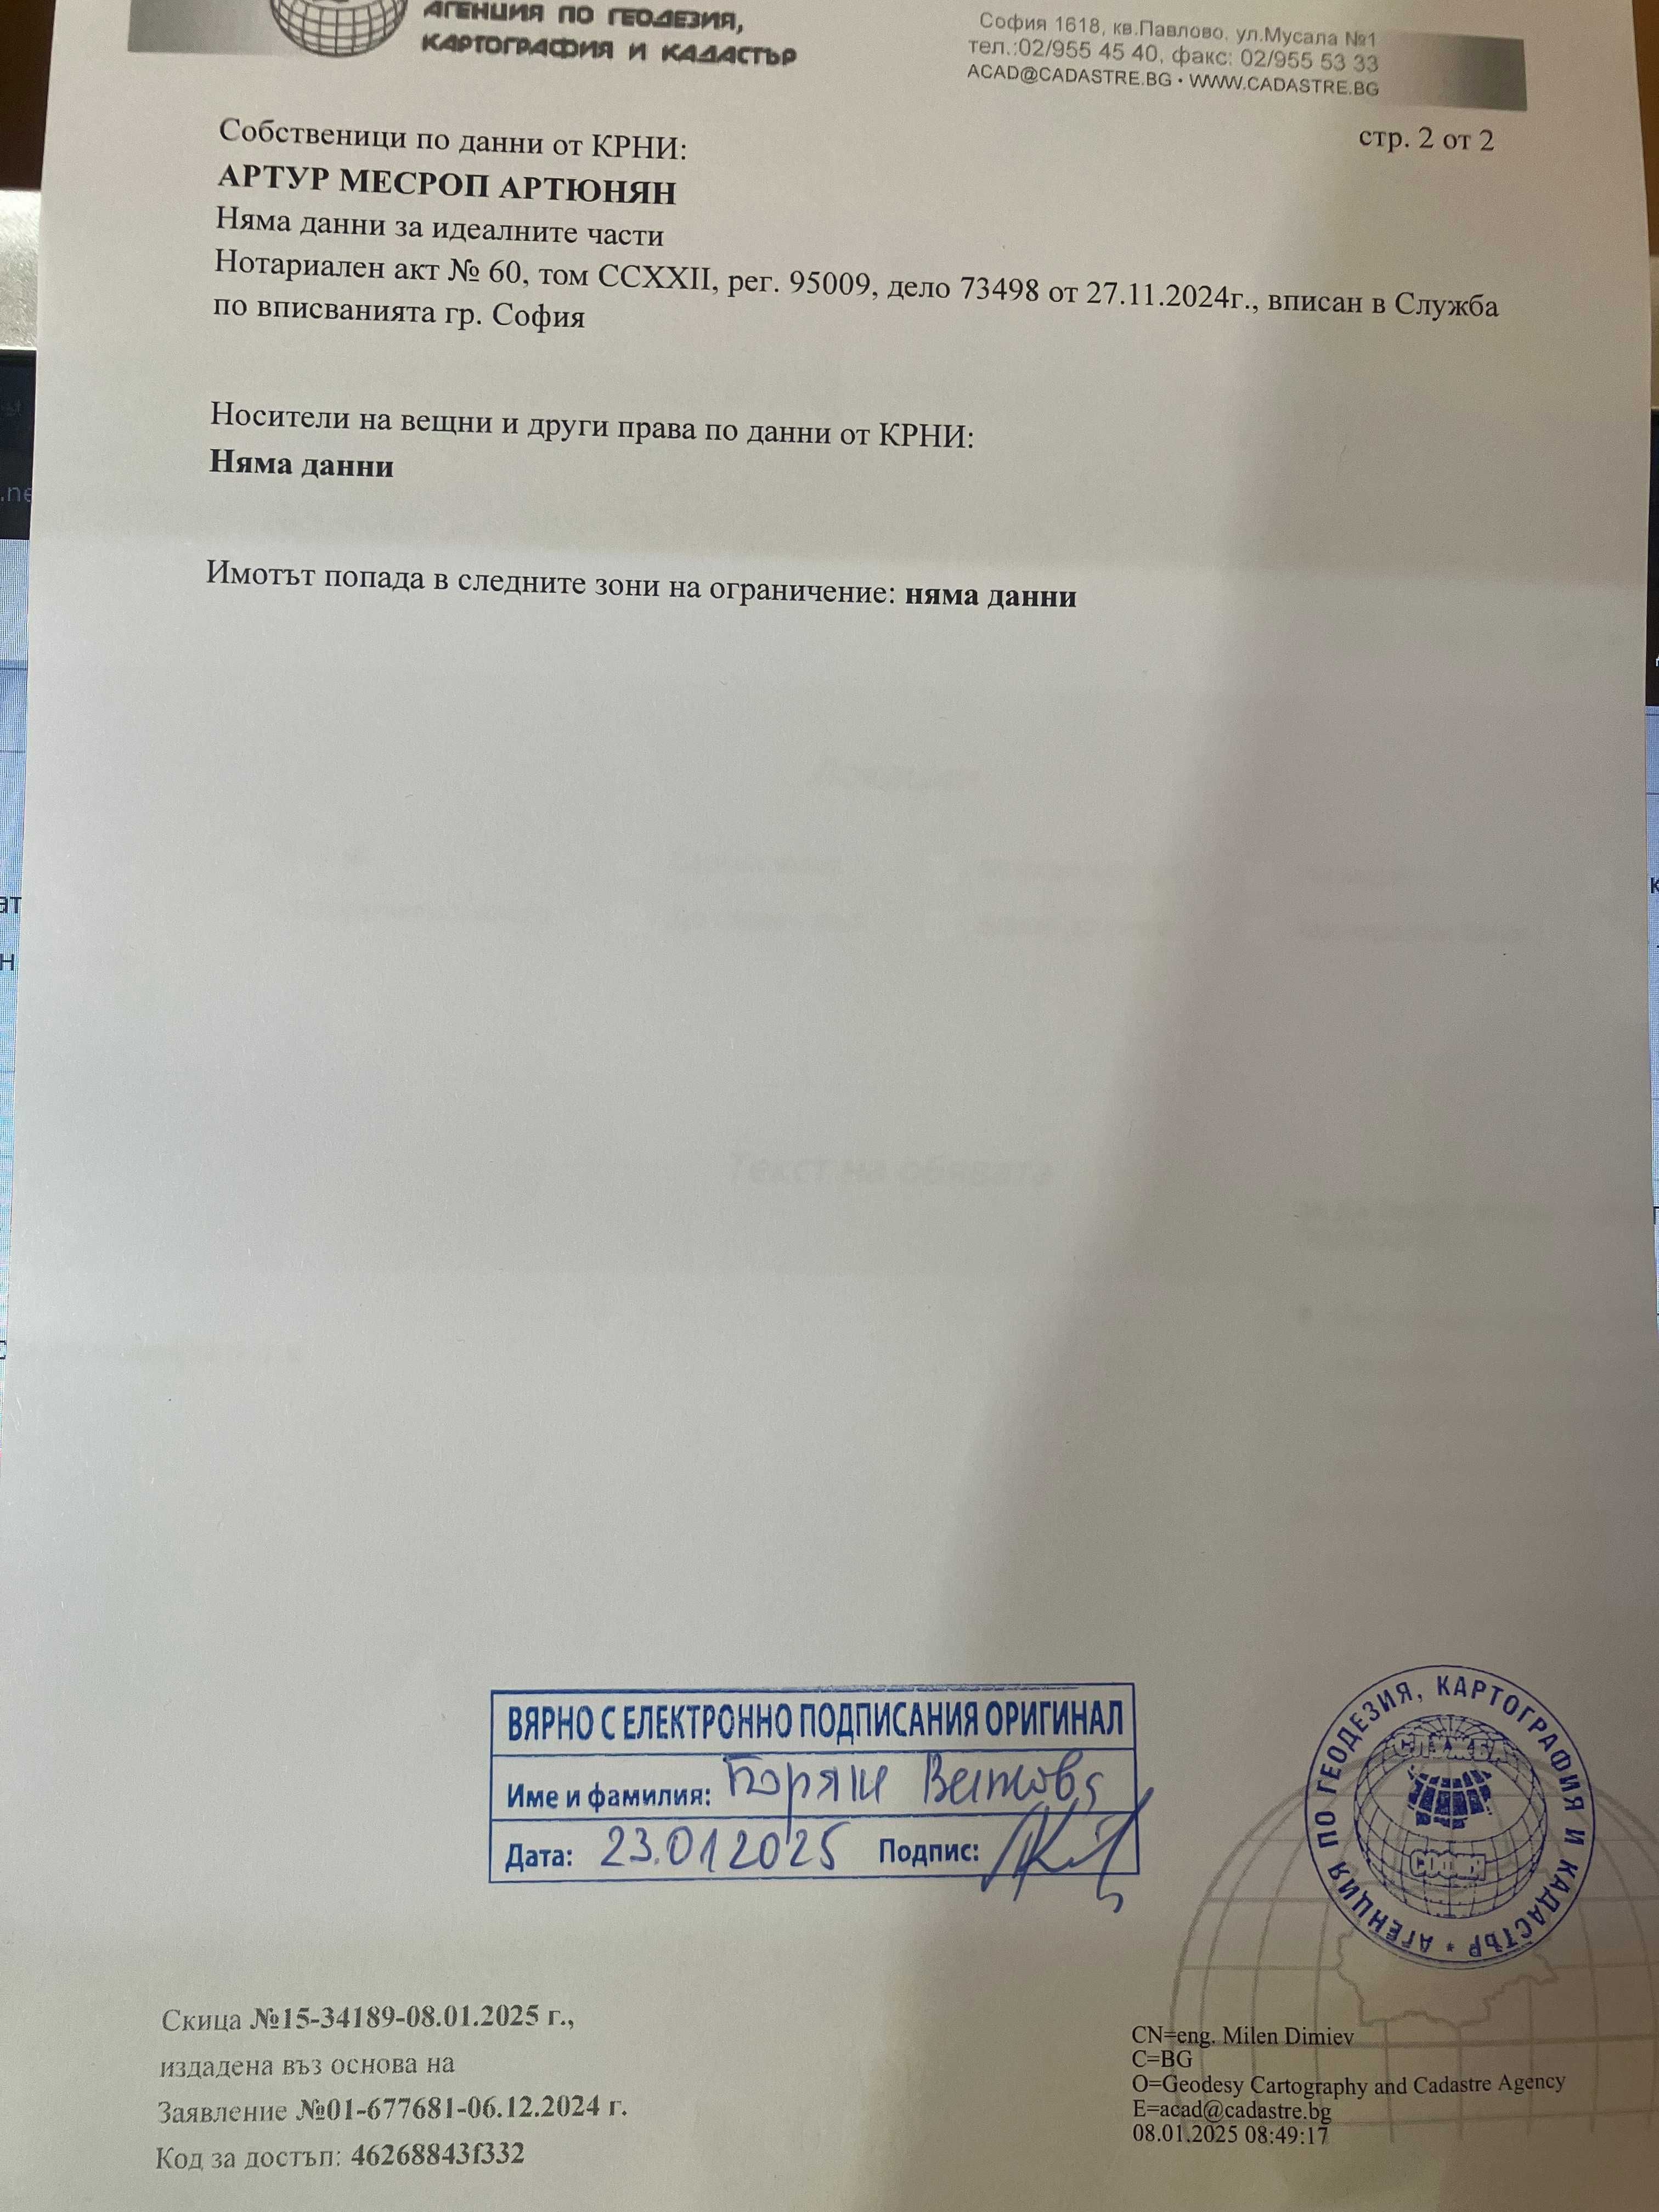 АГЕНЦИЯ ПО ГЕОДЕЗИЯ,
КАРТОГРАФИЯ И КАДАСТЪР
София 1618, кв.Павлово, ул.Мусала №1
тел.:02/955 45 40, факс: 02/955 53 33
ACAD@CADASTRE.BG • WWW.CADASTRE.BG
стр. 2 от 2
Собственици по данни от КРНИ:
АРТУР МЕСРОП АРТЮНЯН
Няма данни за идеалните части
Нотариален акт № 60, том CCXXII, рег. 95009, дело 73498 от 27.11.2024г., вписан в Служба
по вписванията гр. София
Носители на вещни и други права по данни от КРНИ:
Няма данни
Имотът попада в следните зони на ограничение: няма данни
Текст на обявата
ВЯРНО С ЕЛЕКТРОННО ПОДПИСАНИЯ ОРИГИНАЛ
Име и фамилия:
Дата: 23.01 2025 Подпис:
АГЕНЦИЯ ПО ГЕОДЕЗИЯ, КАРТОГРАФИЯ И КАДАСТЪР *
СЛУЖБА
СОФИЯ
Скица №15-34189-08.01.2025 г.,
издадена въз основа на
Заявление №01-677681-06.12.2024 г.
Код за достъп: 46268843f332
CN=eng. Milen Dimiev
C=BG
O=Geodesy Cartography and Cadastre Agency
E=acad@cadastre.bg
08.01.2025 08:49:17